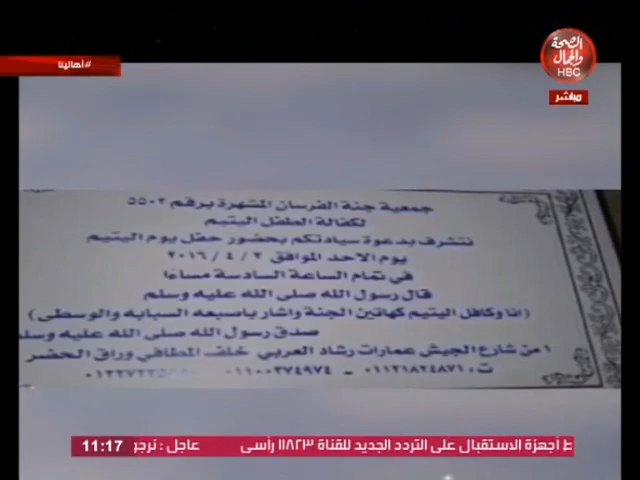 #أهالينا
الصحة
والجمال
HBC
مباشر
جمعية جنة الفرسان المشهرة برقم ٥٥٠٢
لكفالة الطفل اليتيم
نتشرف بدعوة سيادتكم بحضور حفل يوم اليتيم
يوم الاحد الموافق ٣ / ٤ / ٢٠١٦
في تمام الساعة السادسة مساءا
قال رسول الله صلى الله عليه وسلم
(انا وكافل اليتيم كهاتين الجنة واشار باصبعه السبابه والوسطى)
صدق رسول الله صلى الله عليه وسلم
١ من شارع الجيش عمارات رشاد العربي خلف المطافي وراق الحضر
ت: ٠١١٢١٨٢٤٨٧١ - ٠١١٠٠٣٧٤٩٧٤
أجهزة الاستقبال على التردد الجديد للقناة ١١٨٢٣ رأسى
عاجل : نرجو
11:17